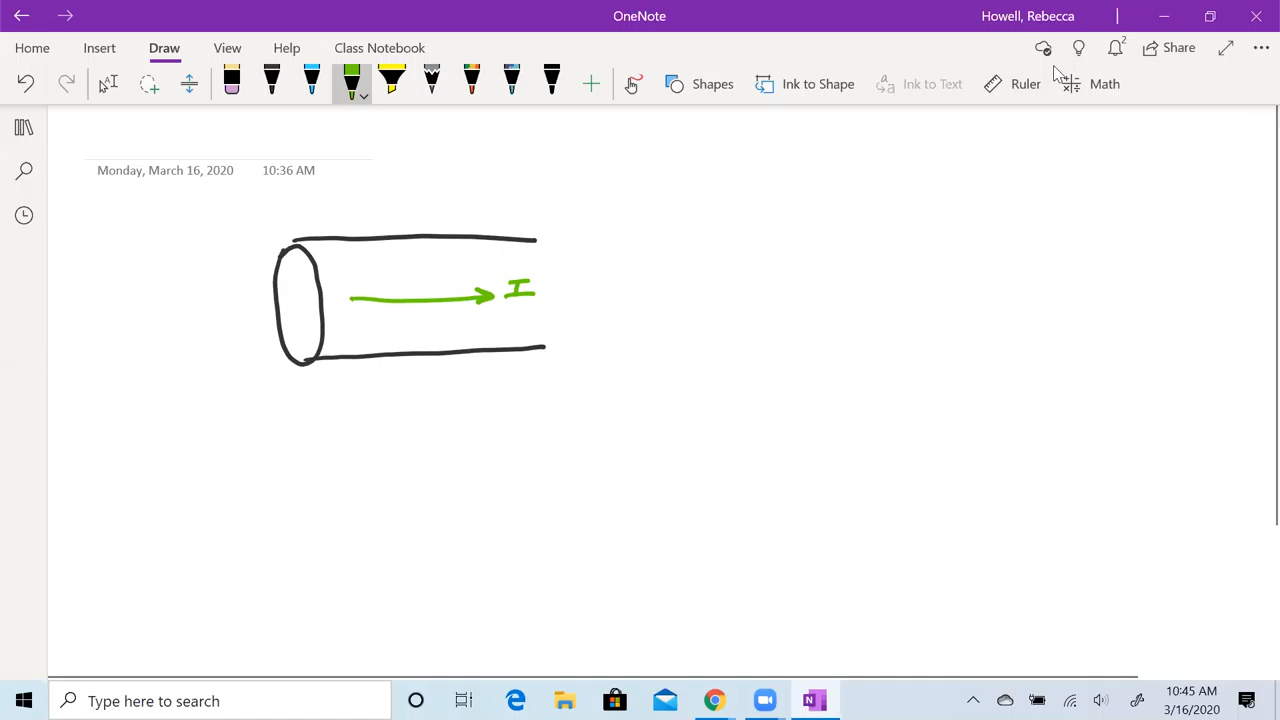 OneNote
Howell, Rebecca
Home Insert Draw View Help Class Notebook
2
Share
Shapes
Ink to Shape
Ink to Text
Ruler
Math
Monday, March 16, 2020 10:36 AM
I
Type here to search
10:45 AM
3/16/2020